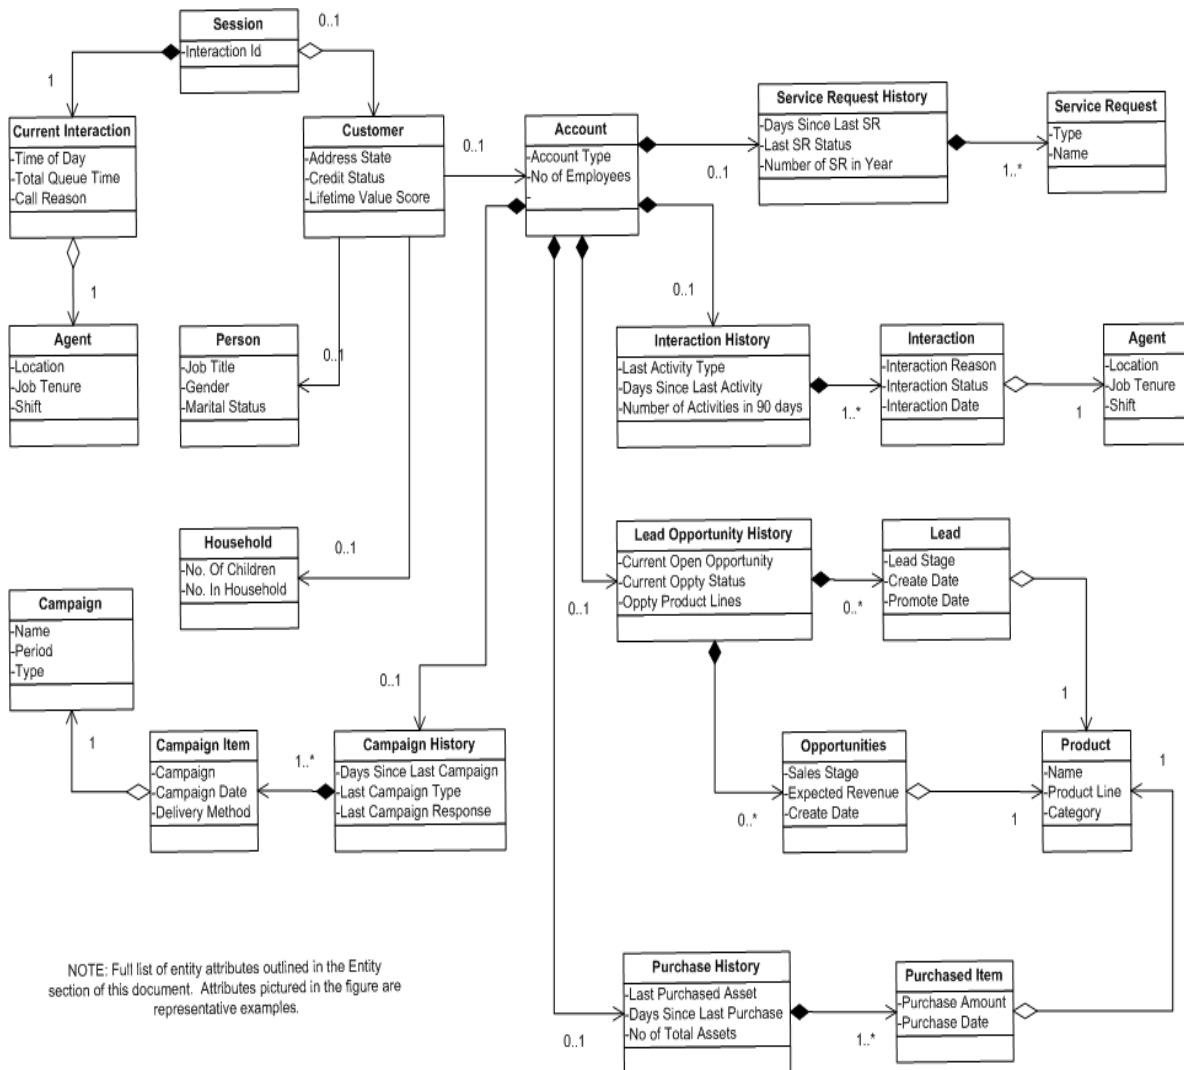 Session
-Interaction Id
0..1
1
Current Interaction
-Time of Day
-Total Queue Time
-Call Reason
Customer
-Address State
-Credit Status
-Lifetime Value Score
0..1
Account
-Account Type
-No of Employees
-
Service Request History
-Days Since Last SR
-Last SR Status
-Number of SR in Year
0..1
Service Request
-Type
-Name
1..*
1
0..1
Agent
-Location
-Job Tenure
-Shift
Person
-Job Title
-Gender
-Marital Status
0..1
Interaction History
-Last Activity Type
-Days Since Last Activity
-Number of Activities in 90 days
1..*
Interaction
-Interaction Reason
-Interaction Status
-Interaction Date
1
Agent
-Location
-Job Tenure
-Shift
Household
-No. Of Children
-No. In Household
0..1
0..1
Lead Opportunity History
-Current Open Opportunity
-Current Oppty Status
-Oppty Product Lines
0..*
Lead
-Lead Stage
-Create Date
-Promote Date
Campaign
-Name
-Period
-Type
0..1
1
1
Campaign Item
-Campaign
-Campaign Date
-Delivery Method
1..*
Campaign History
-Days Since Last Campaign
-Last Campaign Type
-Last Campaign Response
0..*
Opportunities
-Sales Stage
-Expected Revenue
-Create Date
1
Product
-Name
-Product Line
-Category
1
NOTE: Full list of entity attributes outlined in the Entity
section of this document. Attributes pictured in the figure are
representative examples.
0..1
Purchase History
-Last Purchased Asset
-Days Since Last Purchase
-No of Total Assets
1..*
Purchased Item
-Purchase Amount
-Purchase Date